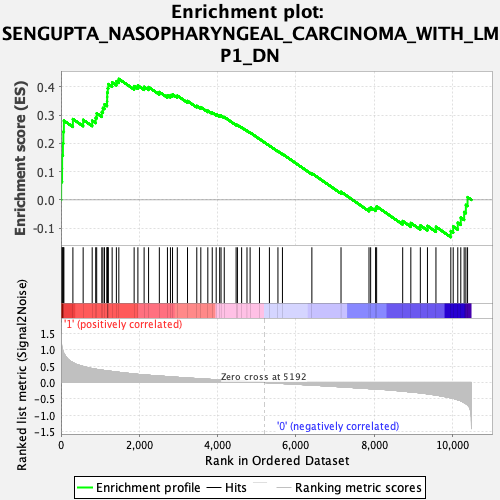 Enrichment plot:
SENGUPTA_NASOPHARYNGEAL_CARCINOMA_WITH_LM
P1_DN
Enrichment score (ES)
0.4
0.3
0.2
0.1
0.0
-0.1
'1' (positively correlated)
Ranked list metric (Signal2Noise)
1.5
1.0
0.5
0.0
-0.5
-1.0
-1.5
Zero cross at 5192
'0' (negatively correlated)
0 2,000 4,000 6,000 8,000 10,000
Rank in Ordered Dataset
Enrichment profile Hits Ranking metric scores